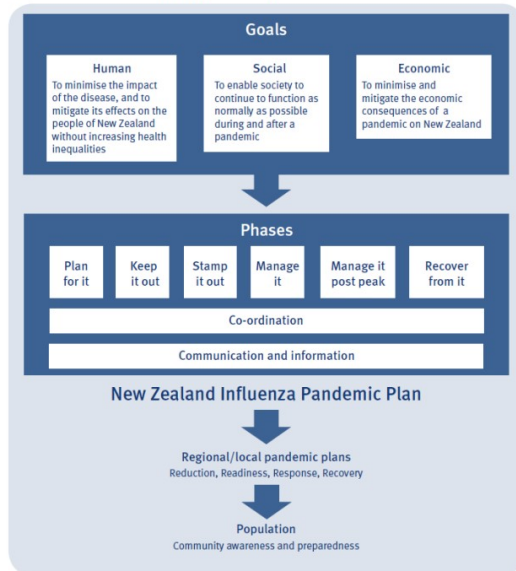 Goals
Human
To minimise the impact
of the disease, and to
mitigate its effects on the
people of New Zealand
without increasing health
inequalities
Social
To enable society to
continue to function as
normally as possible
during and after a
pandemic
Economic
To minimise and
mitigate the economic
consequences of a
pandemic on New Zealand
Phases
Plan
for it
Keep
it out
Stamp
it out
Manage
it
Manage it
post peak
Recover
from it
Co-ordination
Communication and information
New Zealand Influenza Pandemic Plan
Regional/local pandemic plans
Reduction, Readiness, Response, Recovery
Population
Community awareness and preparedness